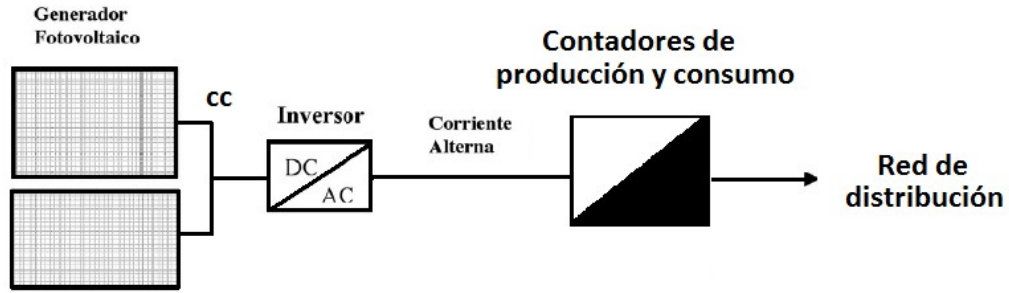 Generador
Fotovoltaico
cc
Inversor
DC
AC
Corriente
Alterna
Contadores de
producción y consumo
Red de
distribución